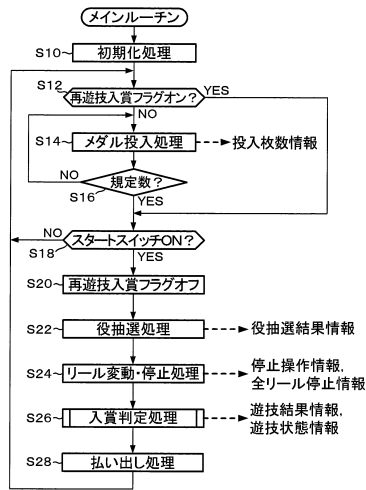 メインルーチン
S10
初期化処理
S12
再遊技入賞フラグオン?
YES
NO
S14
メダル投入処理
投入枚数情報
NO
規定数?
S16
YES
NO
スタートスイッチON?
S18
YES
S20
再遊技入賞フラグオフ
S22
役抽選処理
役抽選結果情報
S24
リール変動・停止処理
停止操作情報,
全リール停止情報
S26
入賞判定処理
遊技結果情報,
遊技状態情報
S28
払い出し処理